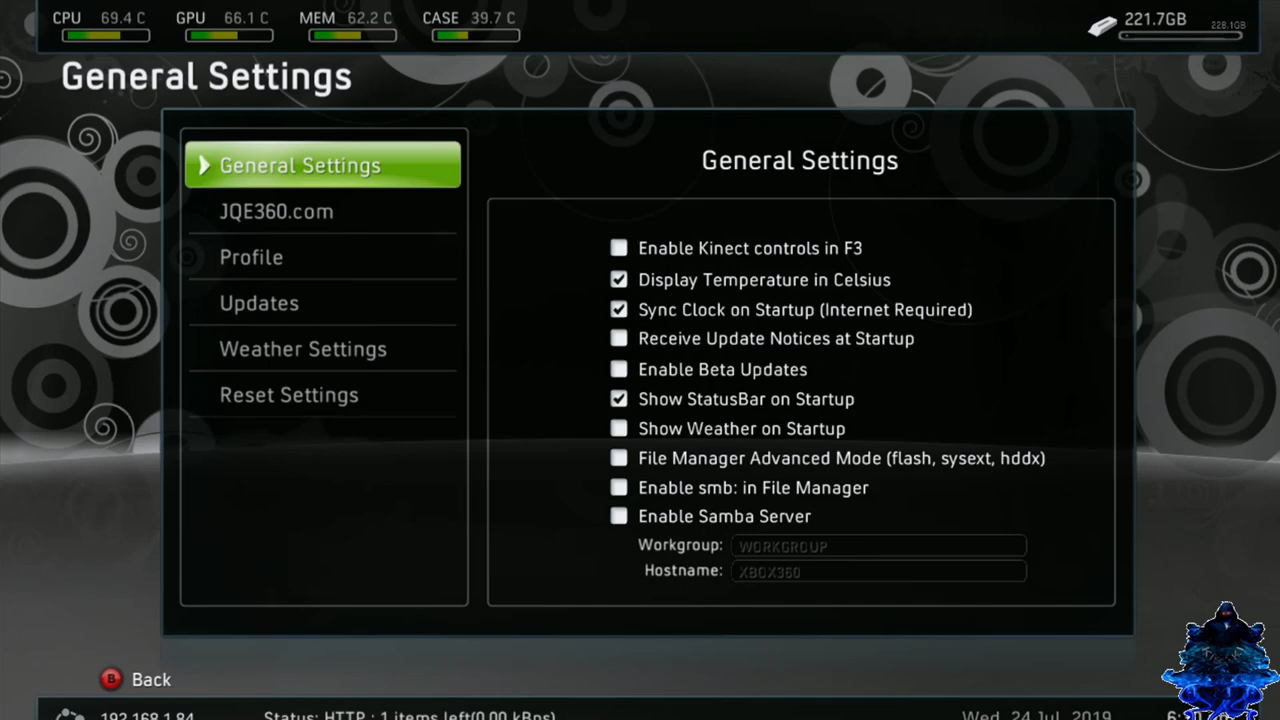 CPU 69.4 C GPU 66.1 C MEM 62.2 C CASE 39.7 C 221.7GB 228.1GB
General Settings
General Settings
JQE360.com
Profile
Updates
Weather Settings
Reset Settings
General Settings
Enable Kinect controls in F3
Display Temperature in Celsius
Sync Clock on Startup (Internet Required)
Receive Update Notices at Startup
Enable Beta Updates
Show StatusBar on Startup
Show Weather on Startup
File Manager Advanced Mode (flash, sysext, hddx)
Enable smb: in File Manager
Enable Samba Server
Workgroup: WORKGROUP
Hostname: XBOX360
B Back
192.168.1.84 Status: HTTP : 1 items left(0.00 kBps) Wed, 24 Jul, 2019